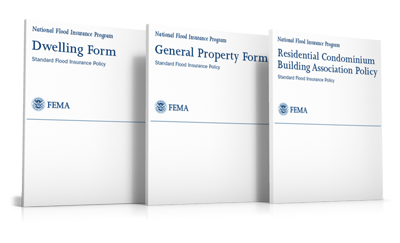 National Flood Insurance Program
Dwelling Form
Standard Flood Insurance Policy
FEMA
National Flood Insurance Program
General Property Form
Standard Flood Insurance Policy
FEMA
National Flood Insurance Program
Residential Condominium
Building Association Policy
Standard Flood Insurance Policy
FEMA